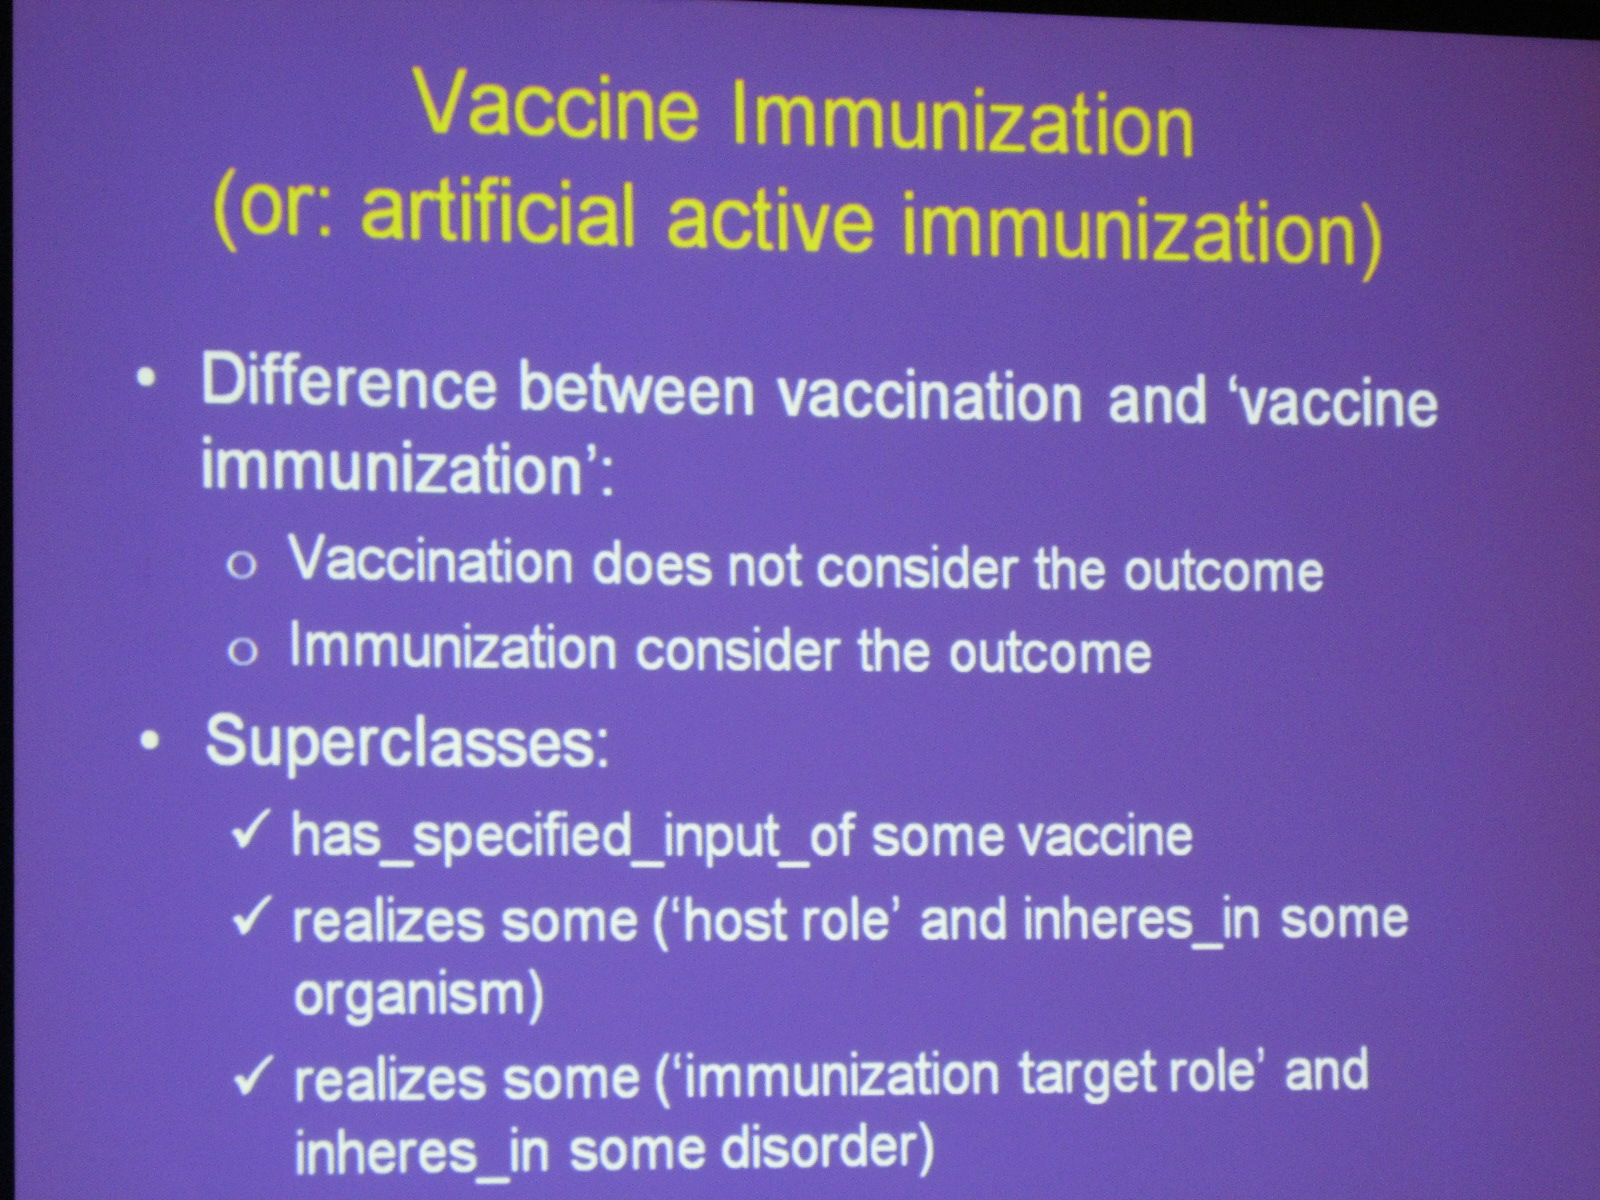 Vaccine Immunization
(or: artificial active immunization)
• Difference between vaccination and ‘vaccine
immunization’:
o Vaccination does not consider the outcome
o Immunization consider the outcome
• Superclasses:
✓ has_specified_input_of some vaccine
✓ realizes some (‘host role’ and inheres_in some
organism)
✓ realizes some (‘immunization target role’ and
inheres_in some disorder)